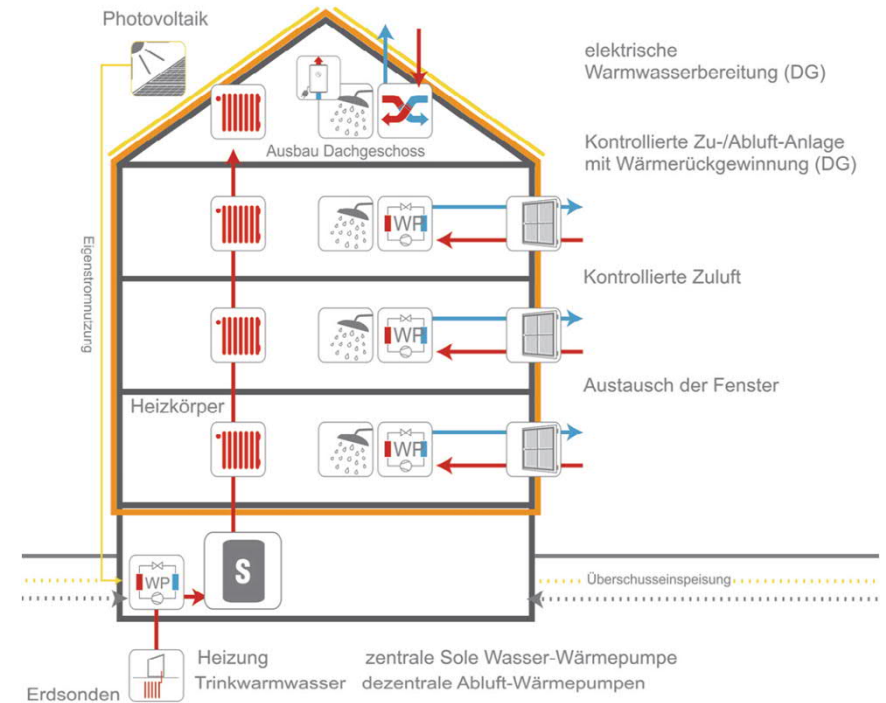 Photovoltaik
elektrische
Warmwasserbereitung (DG)
Ausbau Dachgeschoss
Kontrollierte Zu-/Abluft-Anlage
mit Wärmerückgewinnung (DG)
WP
Eigenstromnutzung
Kontrollierte Zuluft
WP
Austausch der Fenster
Heizkörper
WP
S
WP
Überschusseinspeisung
Heizung
zentrale Sole Wasser-Wärmepumpe
Trinkwarmwasser
dezentrale Abluft-Wärmepumpen
Erdsonden